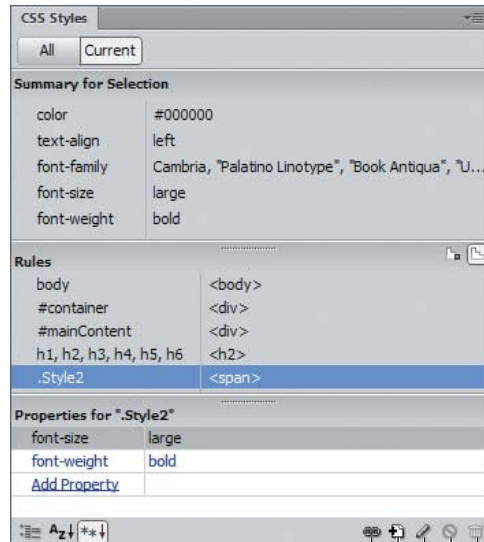 CSS Styles
All Current
Summary for Selection
color #000000
text-align left
font-family Cambria, "Palatino Linotype", "Book Antiqua", "U...
font-size large
font-weight bold
Rules
body <body>
#container <div>
#mainContent <div>
h1, h2, h3, h4, h5, h6 <h2>
.Style2 <span>
Properties for ".Style2"
font-size large
font-weight bold
Add Property
AZ↓ **↓